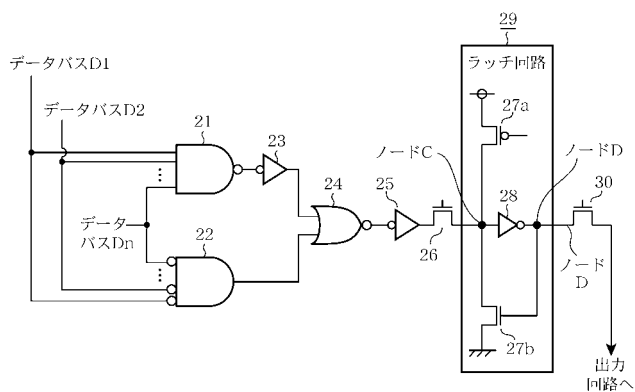 29
データバスD1
ラッチ回路
データバスD2
27a
21
23
ノードC
ノードD
24
25
28
30
データ
バスDn
26
ノード
D
22
27b
出力
回路へ